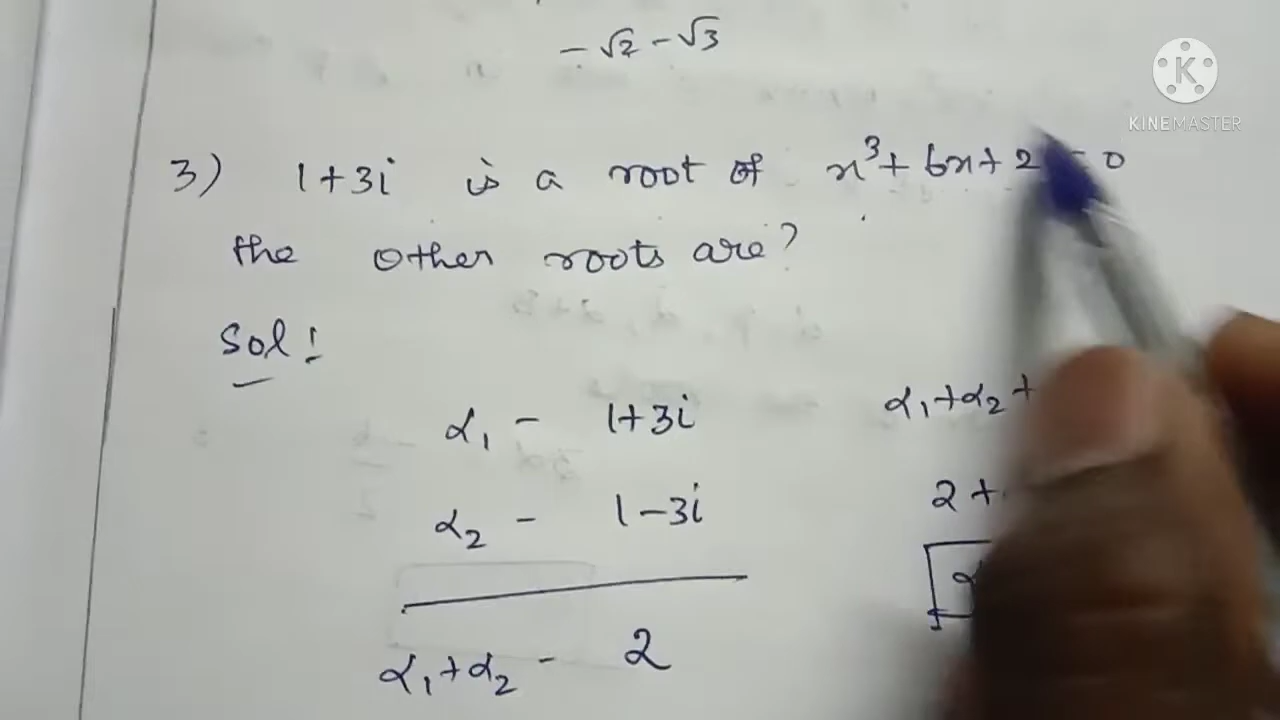 -√2 -√3
KINEMASTER
3) 1+3i is a root of x³+6x+2 = 0
the other roots are?
Sol:
α₁ - 1+3i
α₁+α₂+
α₂ - 1-3i
2+
α
α₁+α₂ - 2